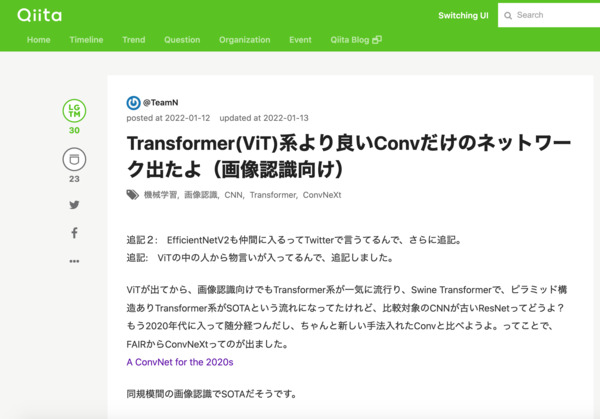 Qiita
Switching UI
Search
Home Timeline Trend Question Organization Event Qiita Blog
LG
TM
30
23
@TeamN
posted at 2022-01-12 updated at 2022-01-13
Transformer(ViT)系より良いConvだけのネットワー
ク出たよ（画像認識向け）
機械学習, 画像認識, CNN, Transformer, ConvNeXt
追記２:　EfficientNetV2も仲間に入るってTwitterで言うてるんで、さらに追記。
追記:　ViTの中の人から物言いが入ってるんで、追記しました。
ViTが出てから、画像認識向けでもTransformer系が一気に流行り、Swine Transformerで、ピラミッド構
造ありTransformer系がSOTAという流れになってたけれど、比較対象のCNNが古いResNetってどうよ？
もう2020年代に入って随分経つんだし、ちゃんと新しい手法入れたConvと比べようよ。ってことで、
FAIRからConvNeXtってのが出ました。
A ConvNet for the 2020s
同規模間の画像認識でSOTAだそうです。